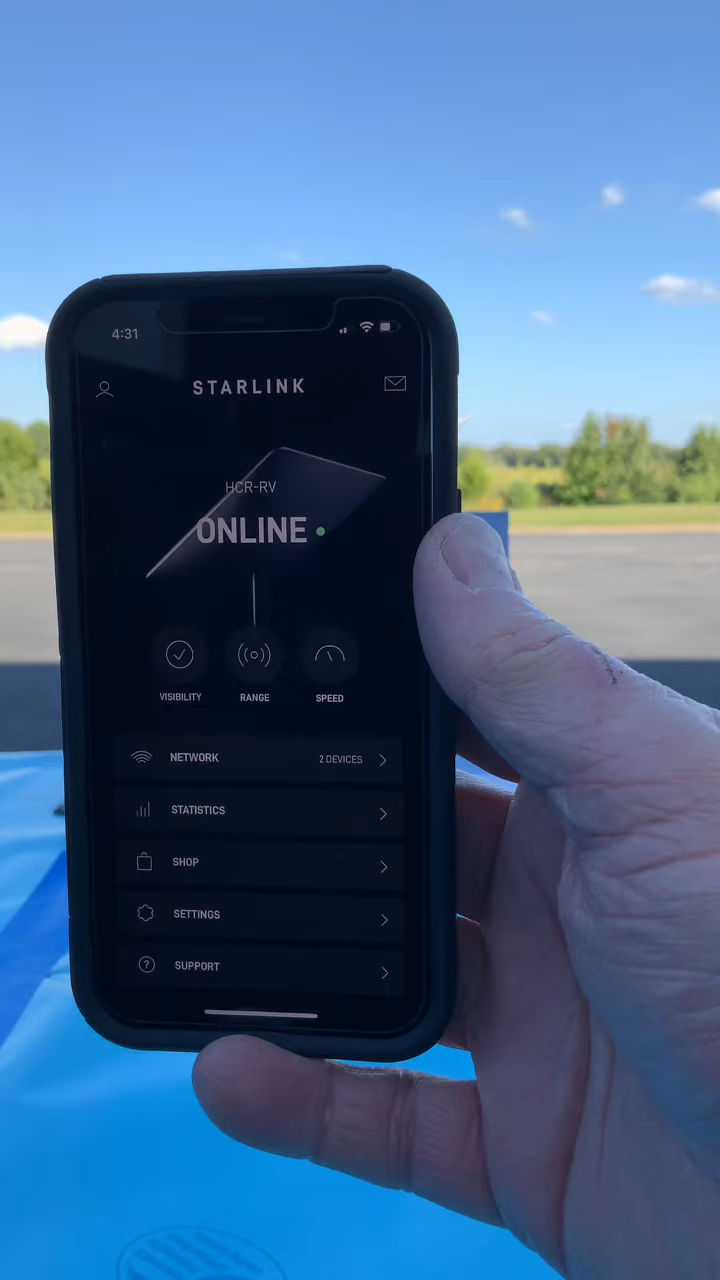 4:31
STARLINK
HCR-RV
ONLINE
VISIBILITY
RANGE
SPEED
NETWORK 2 DEVICES
STATISTICS
SHOP
SETTINGS
SUPPORT